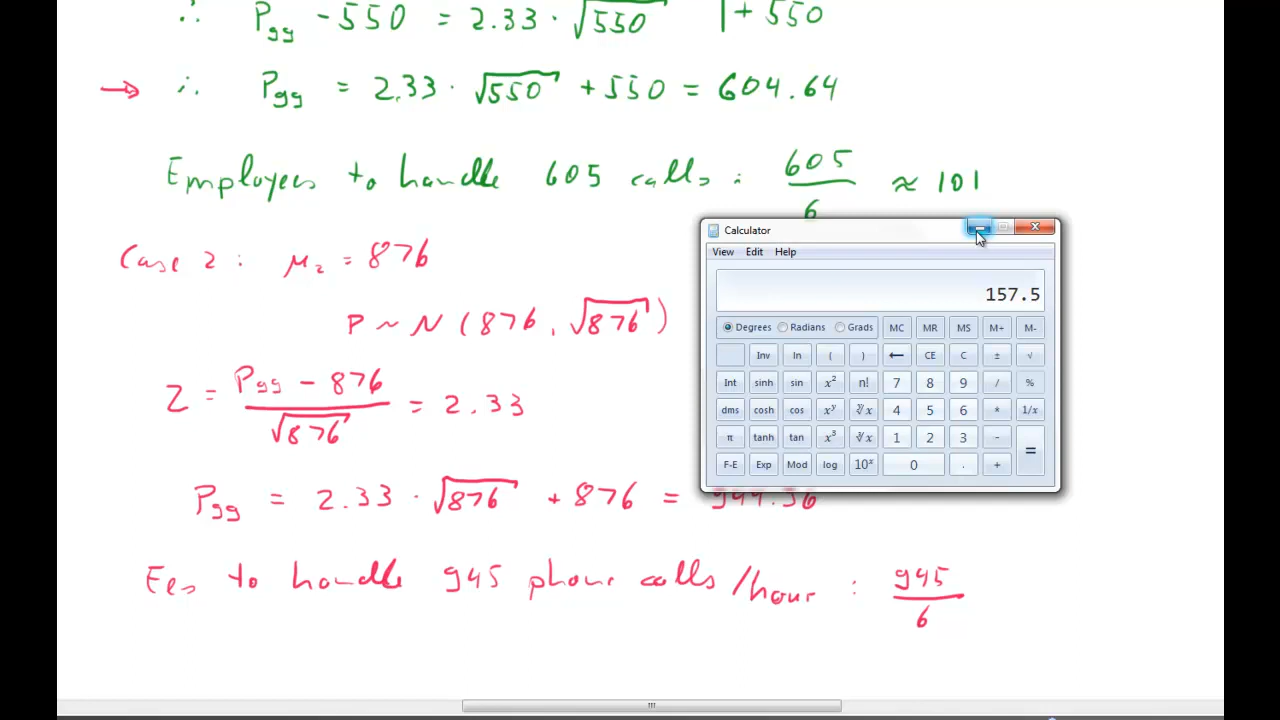 ∴ P₉₉ - 550 = 2.33 · √550 | + 550
→ ∴ P₉₉ = 2.33 · √550 + 550 = 604.64
Employees to handle 605 calls : 605/6 ≈ 101
Case 2 : μ₂ = 876
P ~ N (876, √876)
Z = (P₉₉ - 876)/√876 = 2.33
P₉₉ = 2.33 · √876 + 876 = 944.96
Ees to handle 945 phone calls/hour : 945/6
Calculator
View Edit Help
157.5
Degrees Radians Grads MC MR MS M+ M-
Inv ln ( ) ← CE C ± √
Int sinh sin x² n! 7 8 9 / %
dms cosh cos xʸ ʸ√x 4 5 6 * 1/x
π tanh tan x³ ³√x 1 2 3 - =
F-E Exp Mod log 10ˣ 0 . +